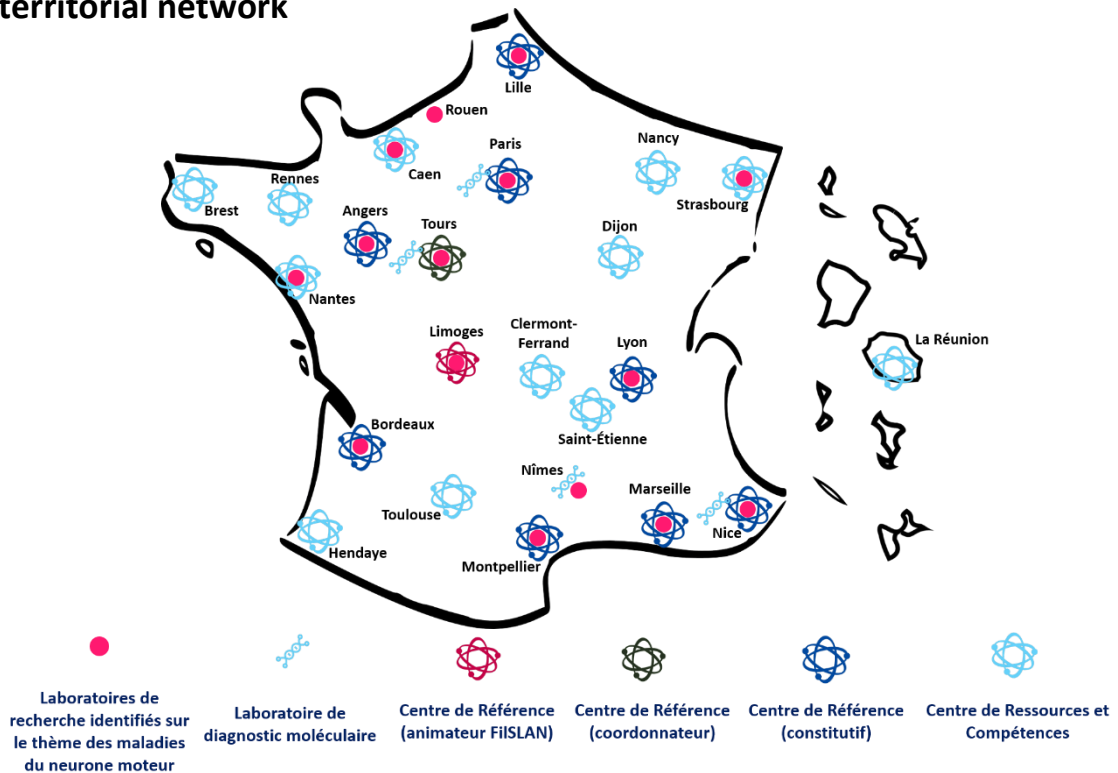 territorial network
Lille
Rouen
Paris
Nancy
Caen
Rennes
Strasbourg
Brest
Angers
Tours
Dijon
Nantes
Limoges
Clermont-
Ferrand
Lyon
La Réunion
Bordeaux
Saint-Étienne
Nîmes
Marseille
Toulouse
Nice
Hendaye
Montpellier
Laboratoires de
recherche identifiés sur
le thème des maladies
du neurone moteur
Laboratoire de
diagnostic moléculaire
Centre de Référence
(animateur FilSLAN)
Centre de Référence
(coordonnateur)
Centre de Référence
(constitutif)
Centre de Ressources et
Compétences